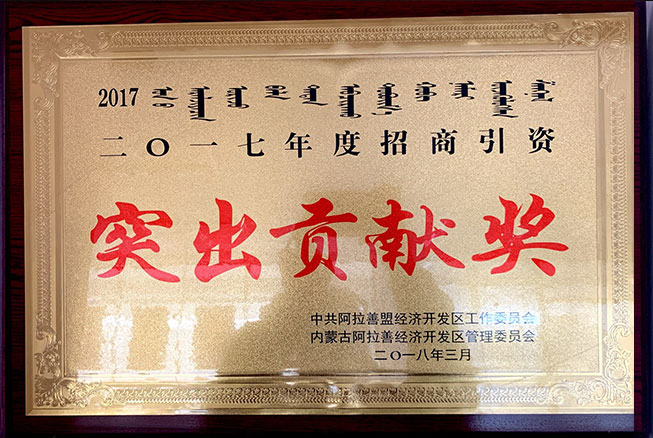 2017
二〇一七年度招商引资
突出贡献奖
中共阿拉善盟经济开发区工作委员会
内蒙古阿拉善经济开发区管理委员会
二〇一八年三月